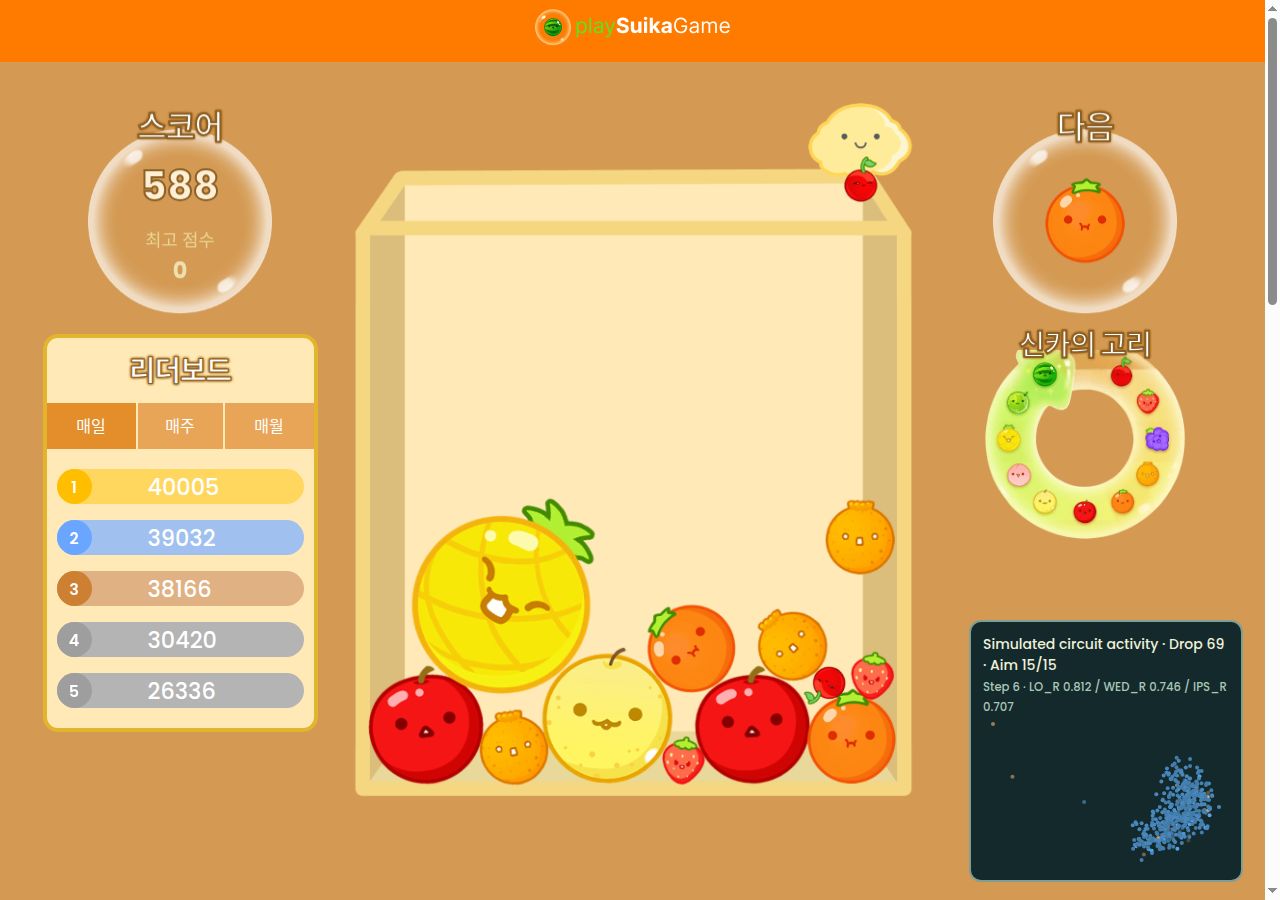 playSuikaGame
스코어
588
최고 점수
0
다음
리더보드
매일 매주 매월
1 40005
2 39032
3 38166
4 30420
5 26336
신카의 고리
Simulated circuit activity · Drop 69
· Aim 15/15
Step 6 · LO_R 0.812 / WED_R 0.746 / IPS_R
0.707